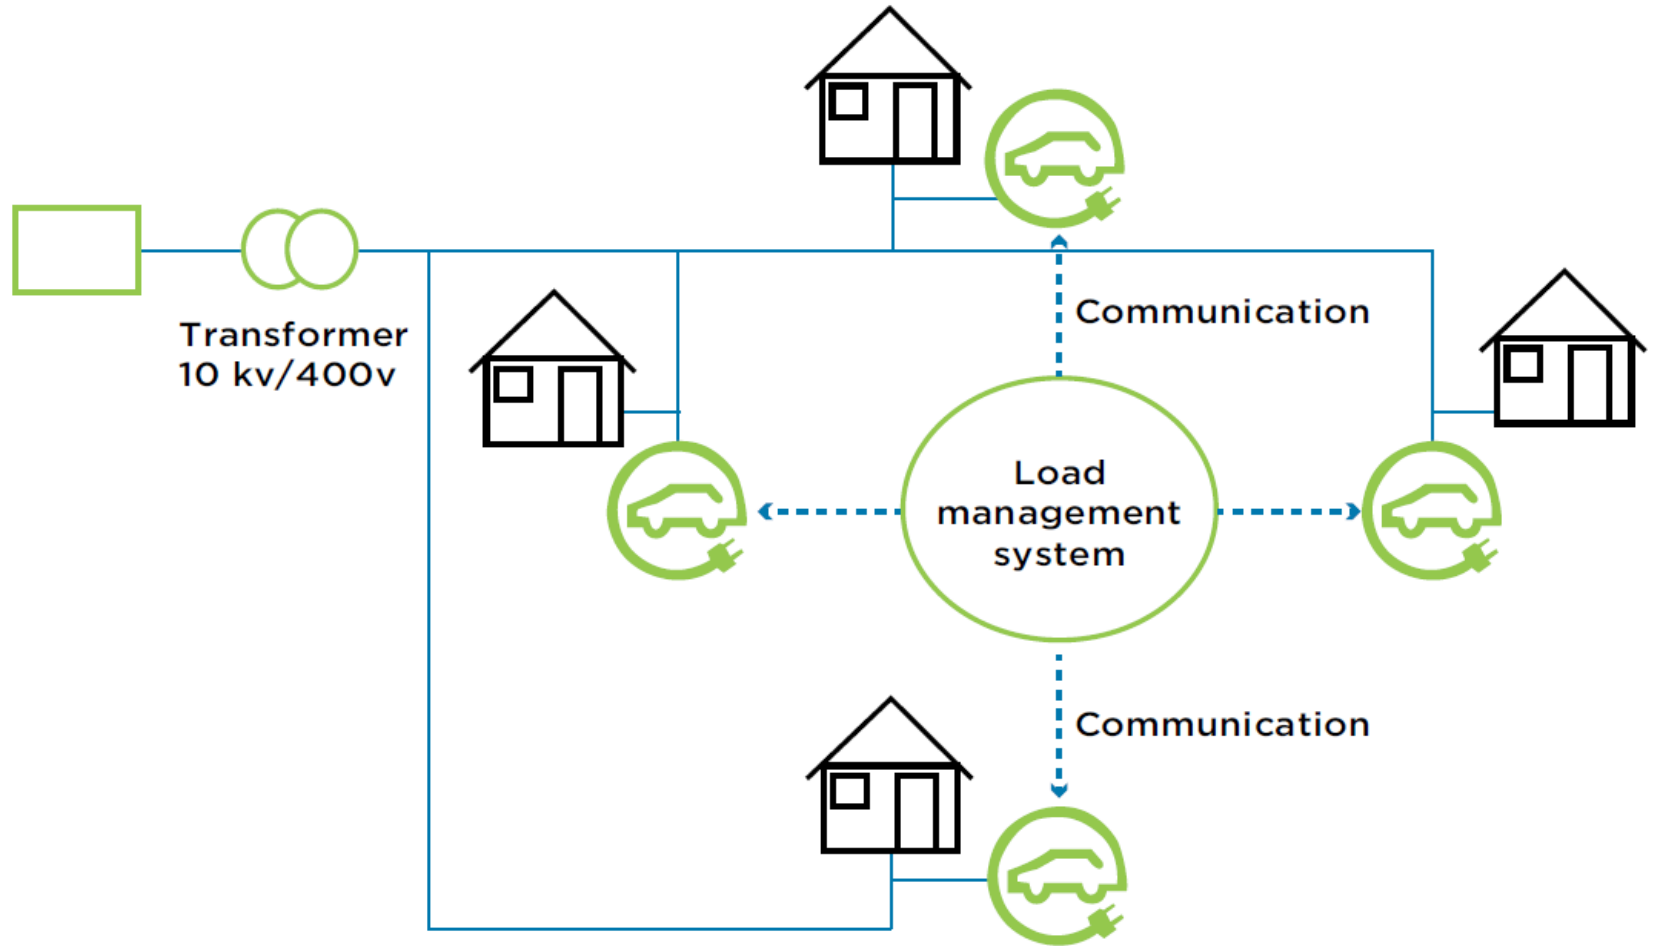 Communication
Transformer
10 kv/400v
Load
management
system
Communication